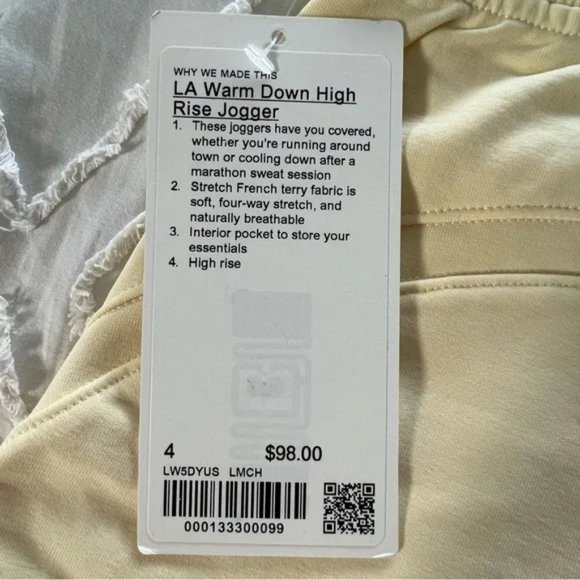 WHY WE MADE THIS
LA Warm Down High
Rise Jogger
1. These joggers have you covered,
whether you're running around
town or cooling down after a
marathon sweat session
2. Stretch French terry fabric is
soft, four-way stretch, and
naturally breathable
3. Interior pocket to store your
essentials
4. High rise
4 $98.00
LW5DYUS LMCH
000133300099